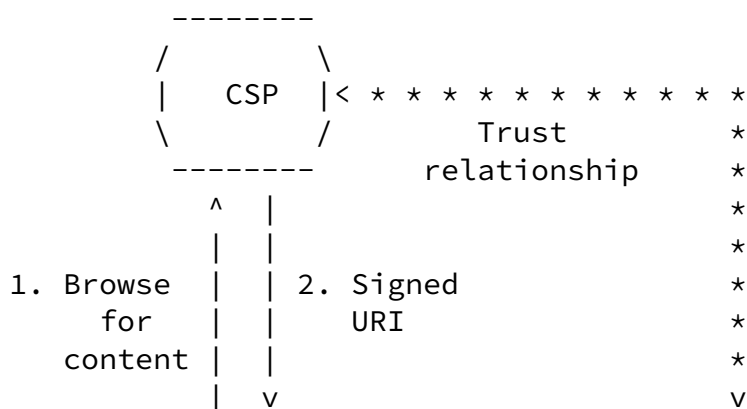 CSP
Trust
relationship
1. Browse 2. Signed
for URI
content